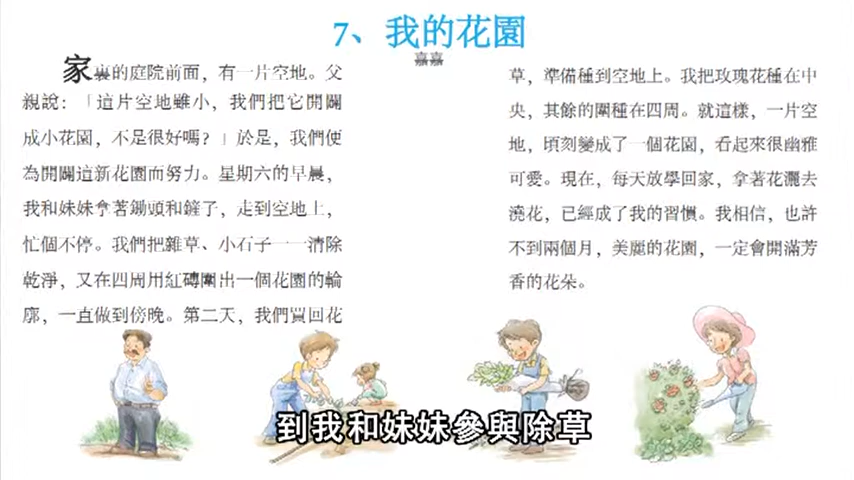 7、我的花園
嘉嘉
家裏的庭院前面，有一片空地。父
親說：「這片空地雖小，我們把它開闢
成小花園，不是很好嗎？」於是，我們便
為開闢這新花園而努力。星期六的早晨，
我和妹妹拿著鋤頭和鏟子，走到空地上，
忙個不停。我們把雜草、小石子一一清除
乾淨，又在四周用紅磚圍出一個花園的輪
廓，一直做到傍晚。第二天，我們買回花
草，準備種到空地上。我把玫瑰花種在中
央，其餘的圍種在四周。就這樣，一片空
地，頃刻變成了一個花園，看起來很幽雅
可愛。現在，每天放學回家，拿著花灑去
澆花，已經成了我的習慣。我相信，也許
不到兩個月，美麗的花園，一定會開滿芳
香的花朵。
到我和妹妹參與除草